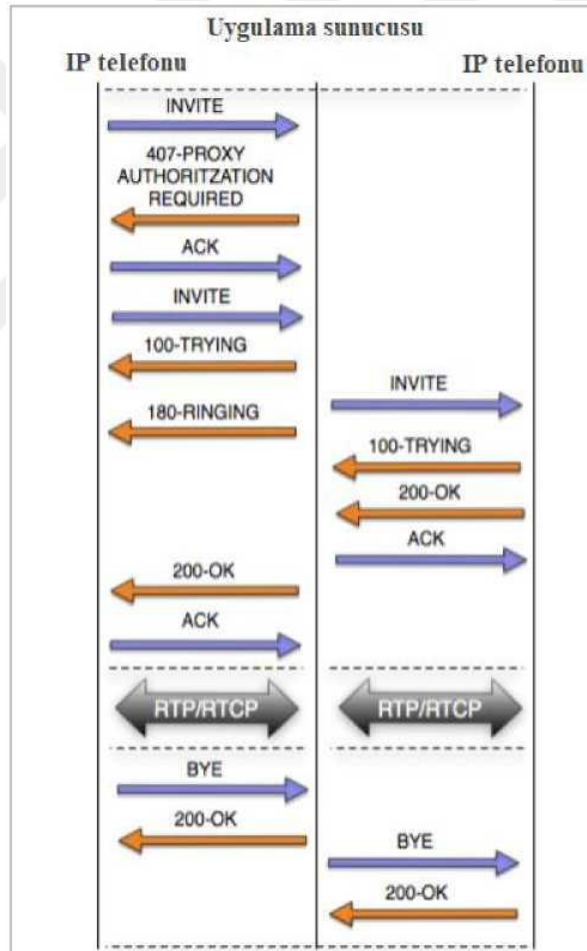 Uygulama sunucusu
IP telefonu
IP telefonu
INVITE
407-PROXY
AUTHORITZATION
REQUIRED
ACK
INVITE
100-TRYING
INVITE
180-RINGING
100-TRYING
200-OK
ACK
200-OK
ACK
RTP/RTCP
RTP/RTCP
BYE
200-OK
BYE
200-OK